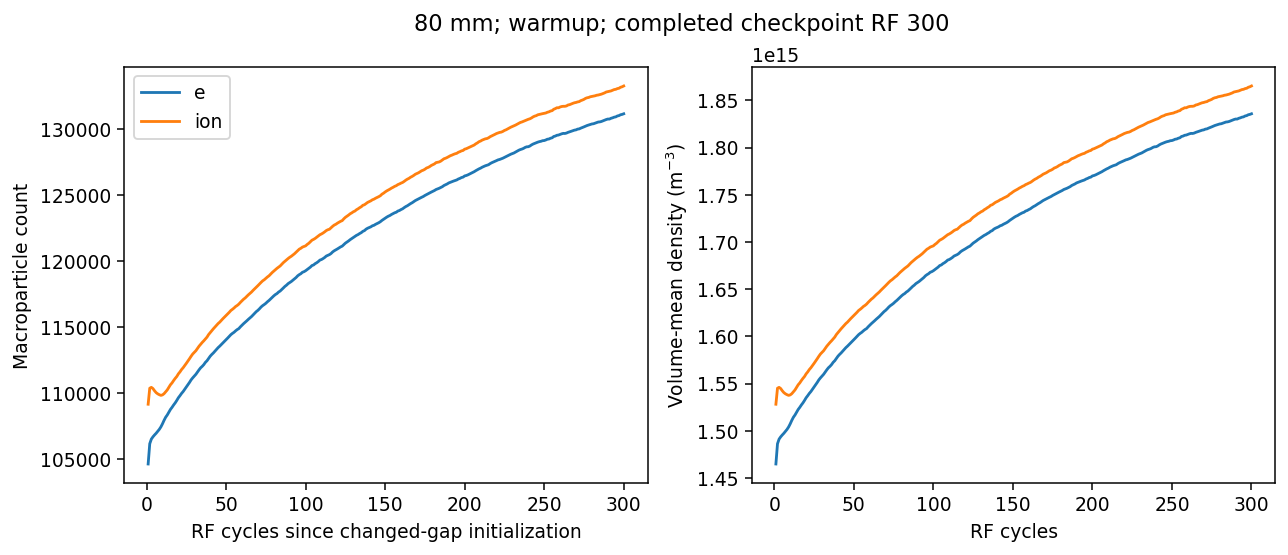 80 mm; warmup; completed checkpoint RF 300
Macroparticle count
130000
125000
120000
115000
110000
105000
e
ion
0 50 100 150 200 250 300
RF cycles since changed-gap initialization
1e15
Volume-mean density (m⁻³)
1.85
1.80
1.75
1.70
1.65
1.60
1.55
1.50
1.45
0 50 100 150 200 250 300
RF cycles